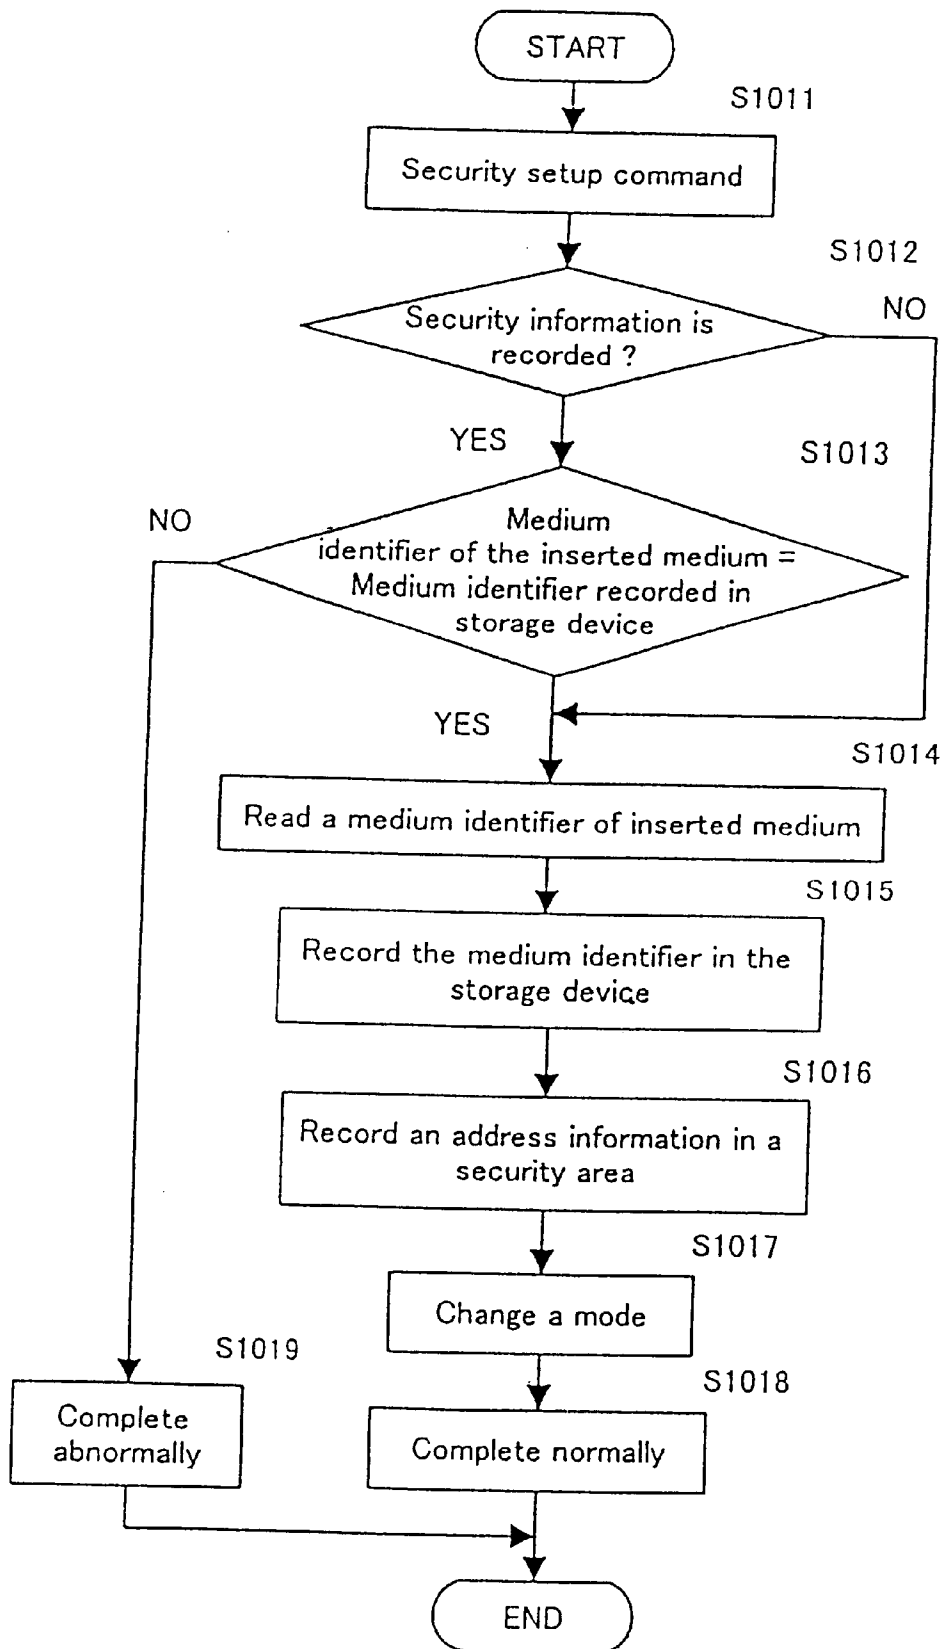 START
S1011
Security setup command
S1012
Security information is
recorded ?
NO
YES
S1013
NO
Medium
identifier of the inserted medium =
Medium identifier recorded in
storage device
YES
S1014
Read a medium identifier of inserted medium
S1015
Record the medium identifier in the
storage device
S1016
Record an address information in a
security area
S1017
Change a mode
S1019
S1018
Complete
abnormally
Complete normally
END